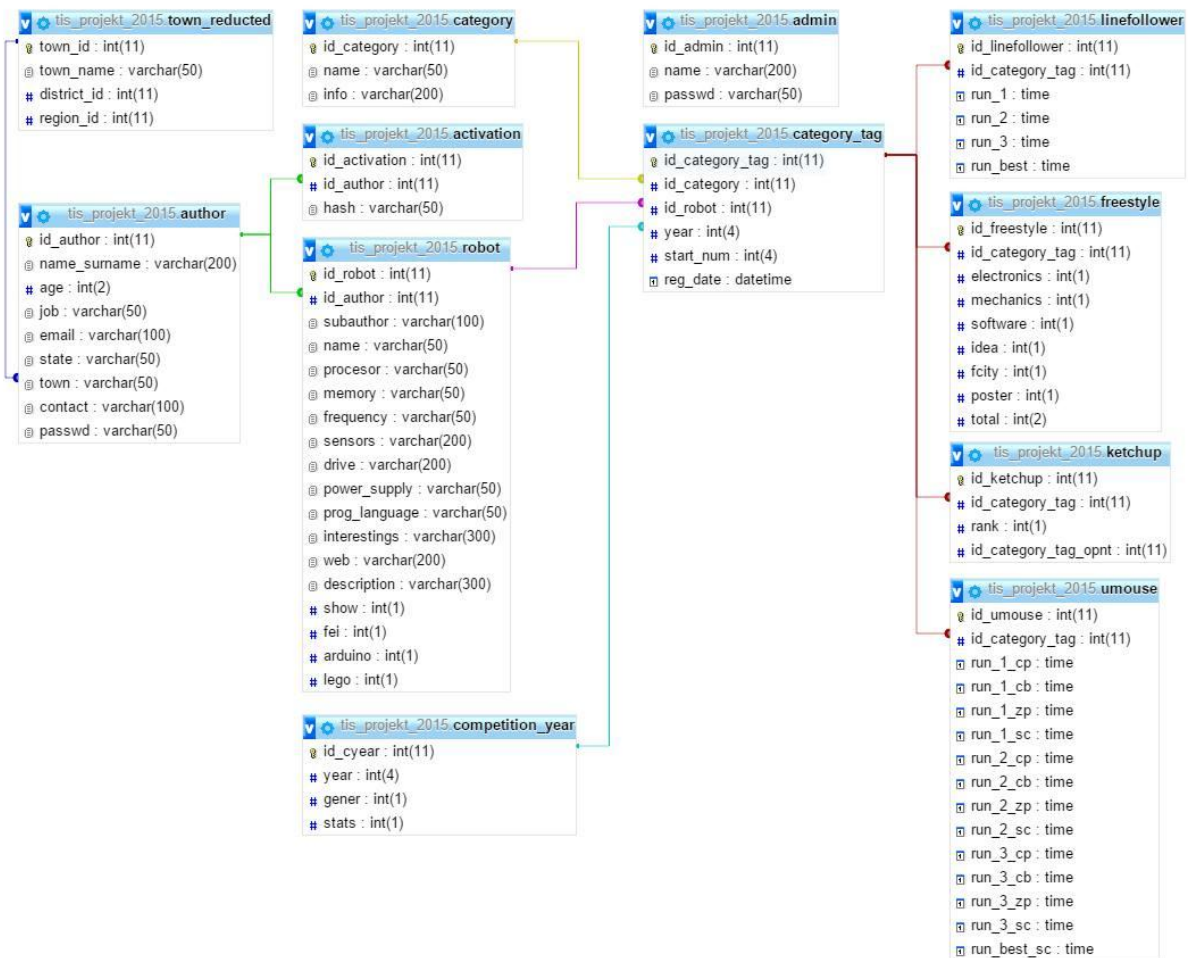 tis_projekt_2015.town_reducted
town_id : int(11)
town_name : varchar(50)
district_id : int(11)
region_id : int(11)
tis_projekt_2015.author
id_author : int(11)
name_surname : varchar(200)
age : int(2)
job : varchar(50)
email : varchar(100)
state : varchar(50)
town : varchar(50)
contact : varchar(100)
passwd : varchar(50)
tis_projekt_2015.category
id_category : int(11)
name : varchar(50)
info : varchar(200)
tis_projekt_2015.activation
id_activation : int(11)
id_author : int(11)
hash : varchar(50)
tis_projekt_2015.robot
id_robot : int(11)
id_author : int(11)
subauthor : varchar(100)
name : varchar(50)
procesor : varchar(50)
memory : varchar(50)
frequency : varchar(50)
sensors : varchar(200)
drive : varchar(200)
power_supply : varchar(50)
prog_language : varchar(50)
interestings : varchar(300)
web : varchar(200)
description : varchar(300)
show : int(1)
fei : int(1)
arduino : int(1)
lego : int(1)
tis_projekt_2015.competition_year
id_cyear : int(11)
year : int(4)
gener : int(1)
stats : int(1)
tis_projekt_2015.admin
id_admin : int(11)
name : varchar(200)
passwd : varchar(50)
tis_projekt_2015.category_tag
id_category_tag : int(11)
id_category : int(11)
id_robot : int(11)
year : int(4)
start_num : int(4)
reg_date : datetime
tis_projekt_2015.linefollower
id_linefollower : int(11)
id_category_tag : int(11)
run_1 : time
run_2 : time
run_3 : time
run_best : time
tis_projekt_2015.freestyle
id_freestyle : int(11)
id_category_tag : int(11)
electronics : int(1)
mechanics : int(1)
software : int(1)
idea : int(1)
fcity : int(1)
poster : int(1)
total : int(2)
tis_projekt_2015.ketchup
id_ketchup : int(11)
id_category_tag : int(11)
rank : int(1)
id_category_tag_opnt : int(11)
tis_projekt_2015.umouse
id_umouse : int(11)
id_category_tag : int(11)
run_1_cp : time
run_1_cb : time
run_1_zp : time
run_1_sc : time
run_2_cp : time
run_2_cb : time
run_2_zp : time
run_2_sc : time
run_3_cp : time
run_3_cb : time
run_3_zp : time
run_3_sc : time
run_best_sc : time